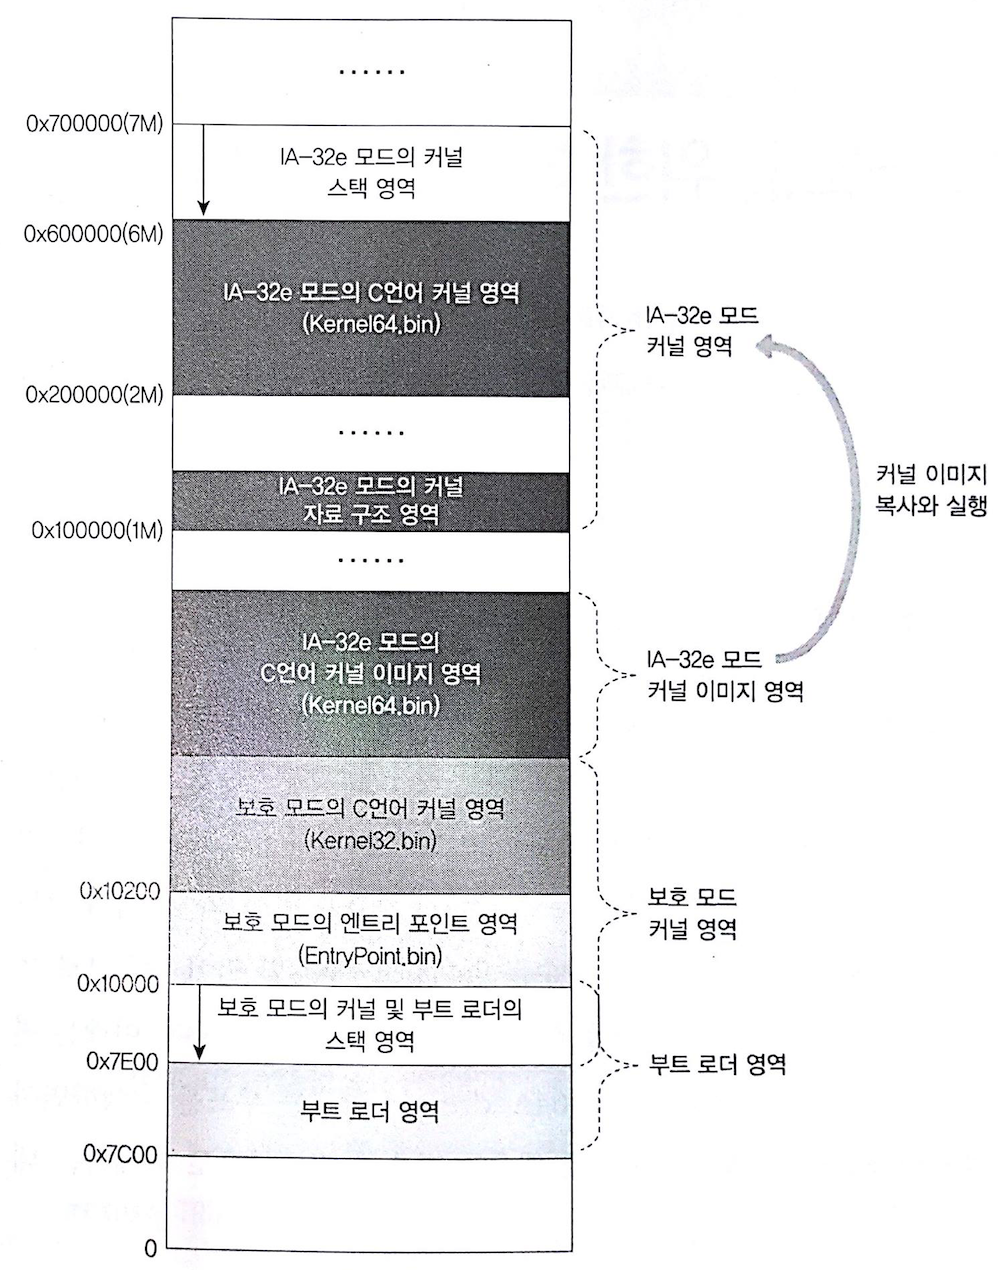 ......
0x700000(7M)
IA-32e 모드의 커널
스택 영역
0x600000(6M)
IA-32e 모드의 C언어 커널 영역
(Kernel64.bin)
IA-32e 모드
커널 영역
0x200000(2M)
......
커널 이미지
복사와 실행
IA-32e 모드의 커널
자료 구조 영역
0x100000(1M)
......
IA-32e 모드의
C언어 커널 이미지 영역
(Kernel64.bin)
IA-32e 모드
커널 이미지 영역
보호 모드의 C언어 커널 영역
(Kernel32.bin)
0x10200
보호 모드의 엔트리 포인트 영역
(EntryPoint.bin)
보호 모드
커널 영역
0x10000
보호 모드의 커널 및 부트 로더의
스택 영역
0x7E00
부트 로더 영역
부트 로더 영역
0x7C00
0